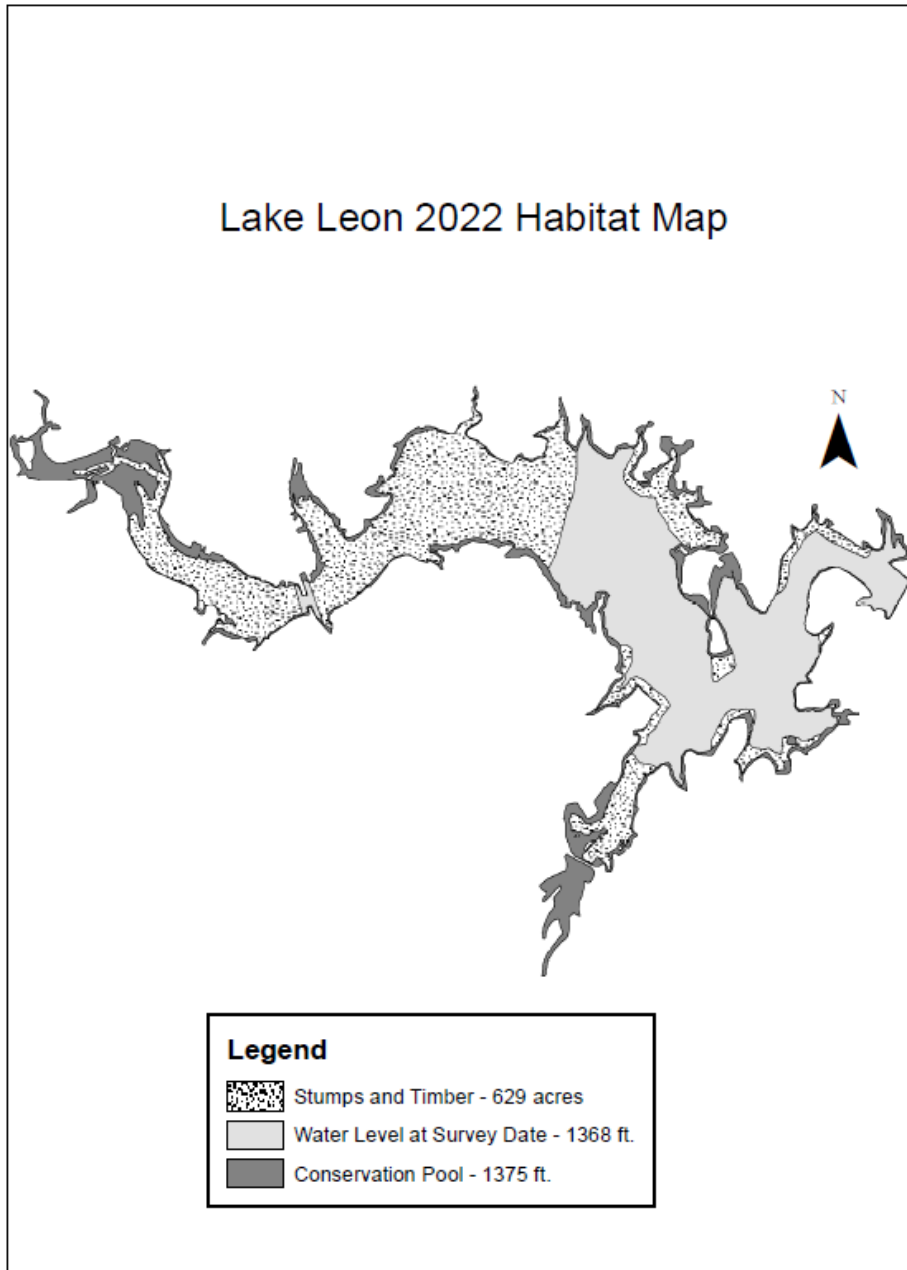 Lake Leon 2022 Habitat Map
N
Legend
Stumps and Timber - 629 acres
Water Level at Survey Date - 1368 ft.
Conservation Pool - 1375 ft.